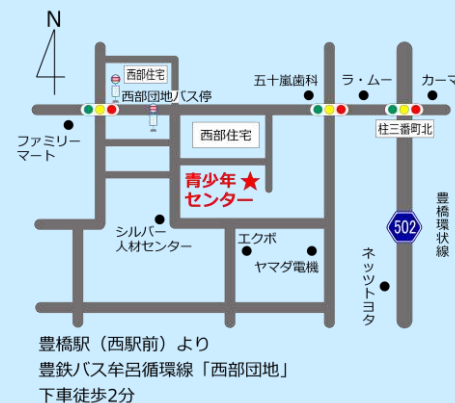 N
西部住宅
西部団地バス停
五十嵐歯科
ラ・ムー
カーマ
ファミリー
マート
西部住宅
柱三番町北
青少年
センター
豊橋環状線
502
シルバー
人材センター
エクボ
ヤマダ電機
ネッツトヨタ
豊橋駅（西駅前）より
豊鉄バス牟呂循環線「西部団地」
下車徒歩2分